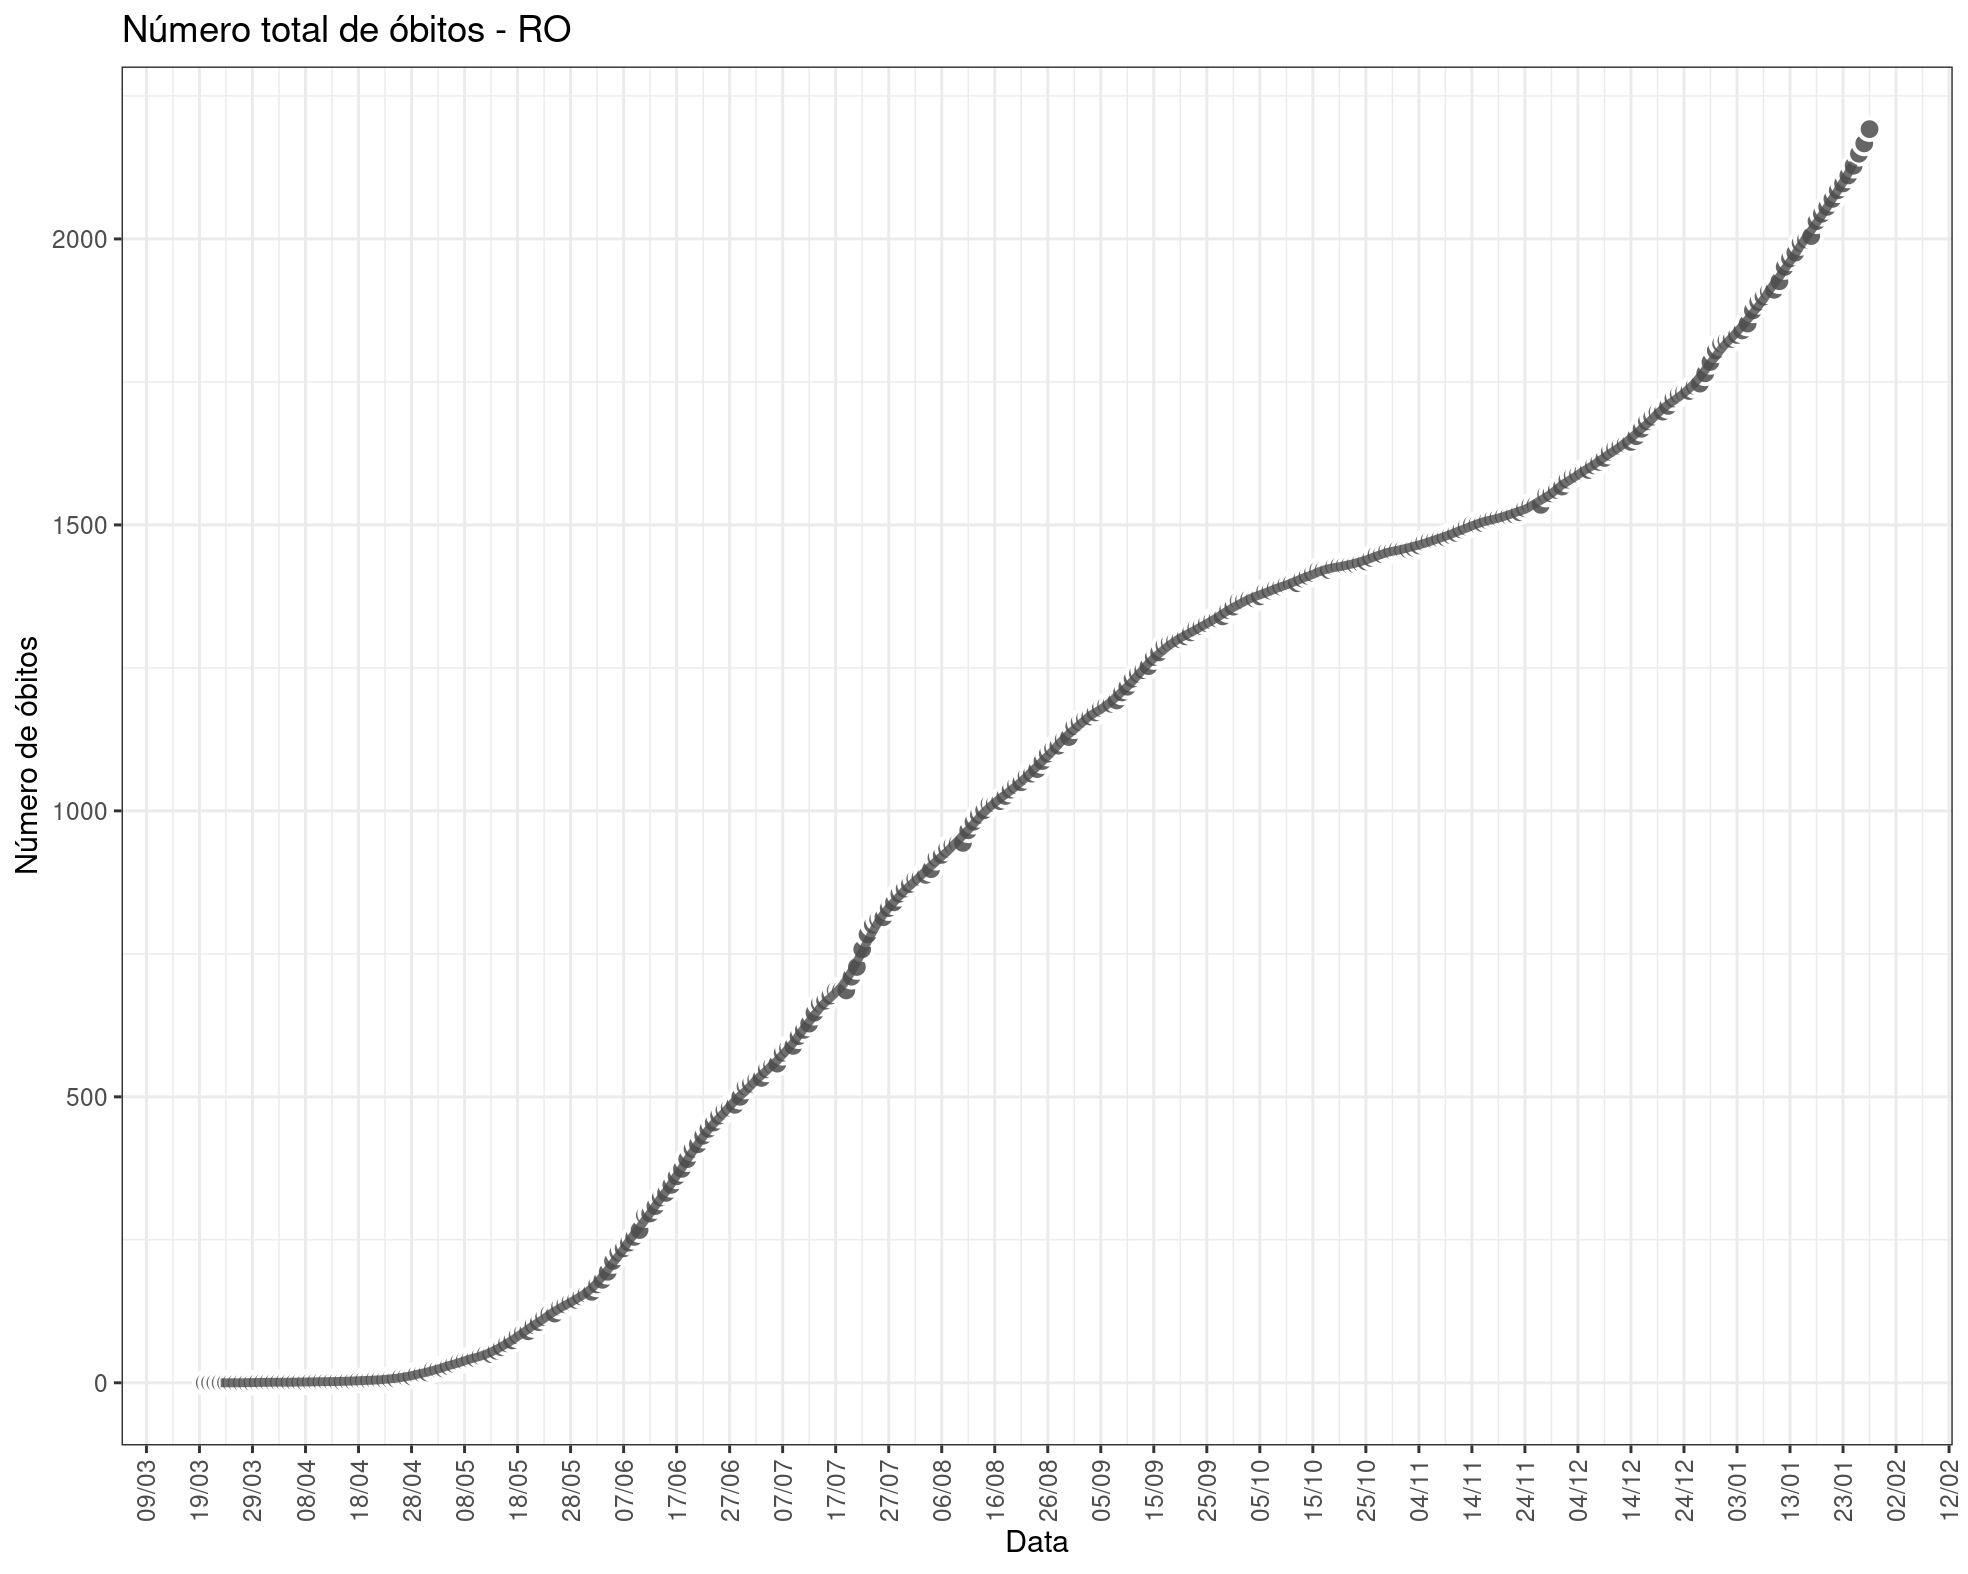 Número total de óbitos - RO
Número de óbitos
2000
1500
1000
500
0
09/03 19/03 29/03 08/04 18/04 28/04 08/05 18/05 28/05 07/06 17/06 27/06 07/07 17/07 27/07 06/08 16/08 26/08 05/09 15/09 25/09 05/10 15/10 25/10 04/11 14/11 24/11 04/12 14/12 24/12 03/01 13/01 23/01 02/02 12/02
Data